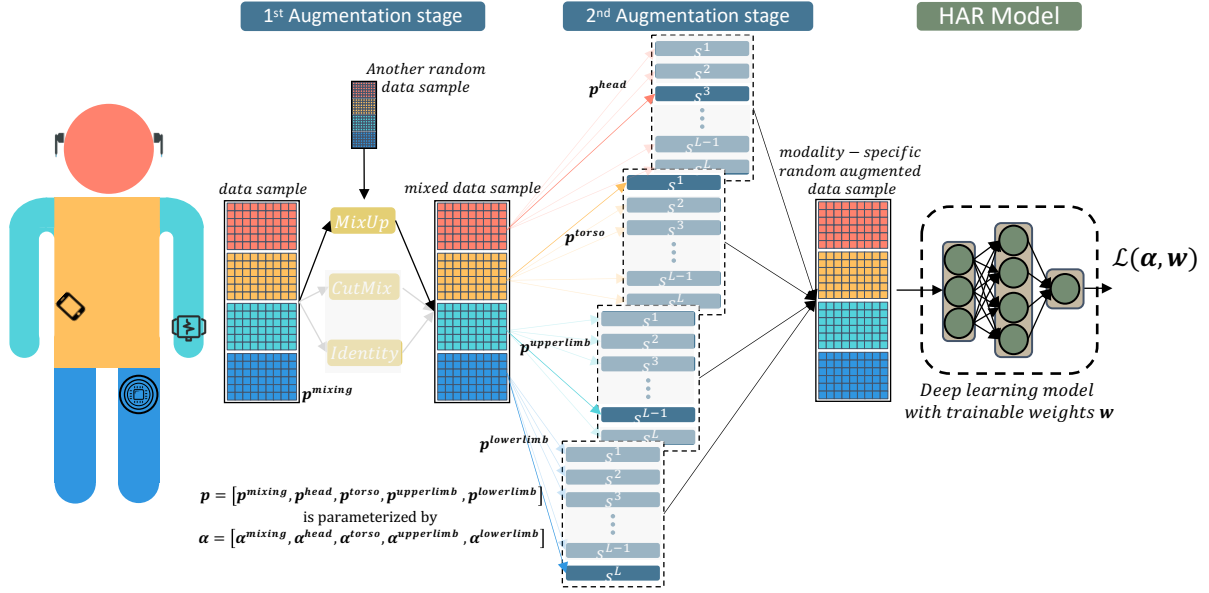 1st Augmentation stage
2nd Augmentation stage
HAR Model
Another random
data sample
data sample
MixUp
CutMix
Identity
p^mixing
mixed data sample
p^head
s^1
s^2
s^3
s^{L-1}
s^L
p^torso
s^1
s^2
s^3
s^{L-1}
s^L
p^upperlimb
s^1
s^2
s^3
s^{L-1}
s^L
p^lowerlimb
s^1
s^2
s^3
s^{L-1}
s^L
modality − specific
random augmented
data sample
ℒ(α, w)
Deep learning model
with trainable weights w
p = [p^mixing, p^head, p^torso, p^upperlimb , p^lowerlimb]
is parameterized by
α = [α^mixing, α^head, α^torso, α^upperlimb , α^lowerlimb]